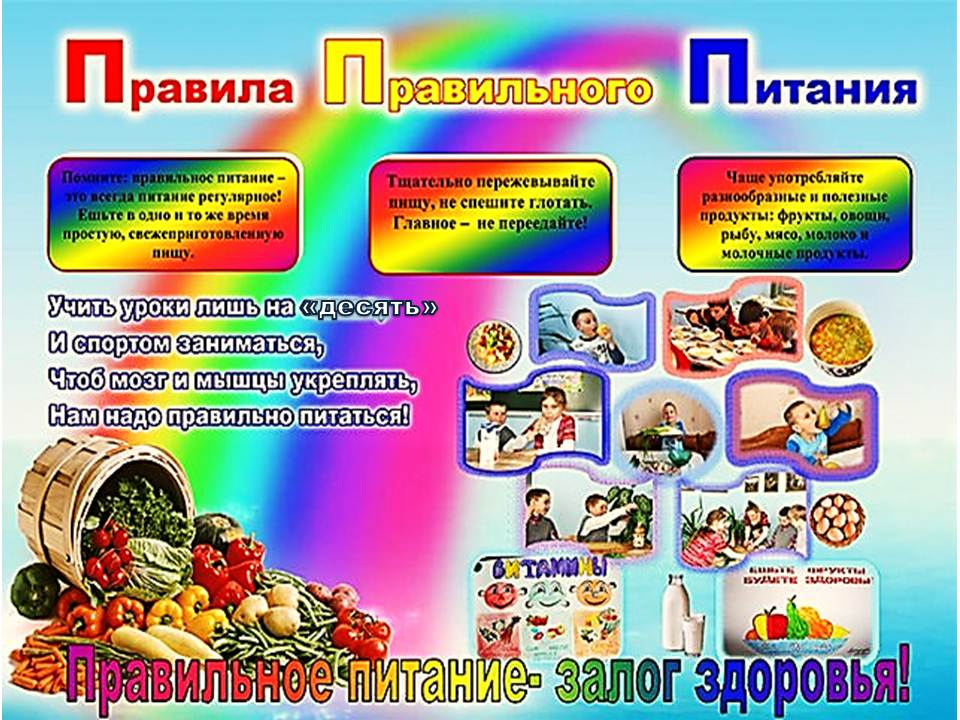 Правила Правильного Питания
Помните: правильное питание –
это всегда питание регулярное!
Ешьте в одно и то же время
простую, свежеприготовленную
пищу.
Тщательно пережевывайте
пищу, не спешите глотать.
Главное – не переедайте!
Чаще употребляйте
разнообразные и полезные
продукты: фрукты, овощи,
рыбу, мясо, молоко и
молочные продукты.
Учить уроки лишь на «десять»
И спортом заниматься,
Чтоб мозг и мышцы укреплять,
Нам надо правильно питаться!
ВИТАМИНЫ
ЕШЬТЕ ФРУКТЫ
БУДЬТЕ ЗДОРОВЫ!
Правильное питание- залог здоровья!